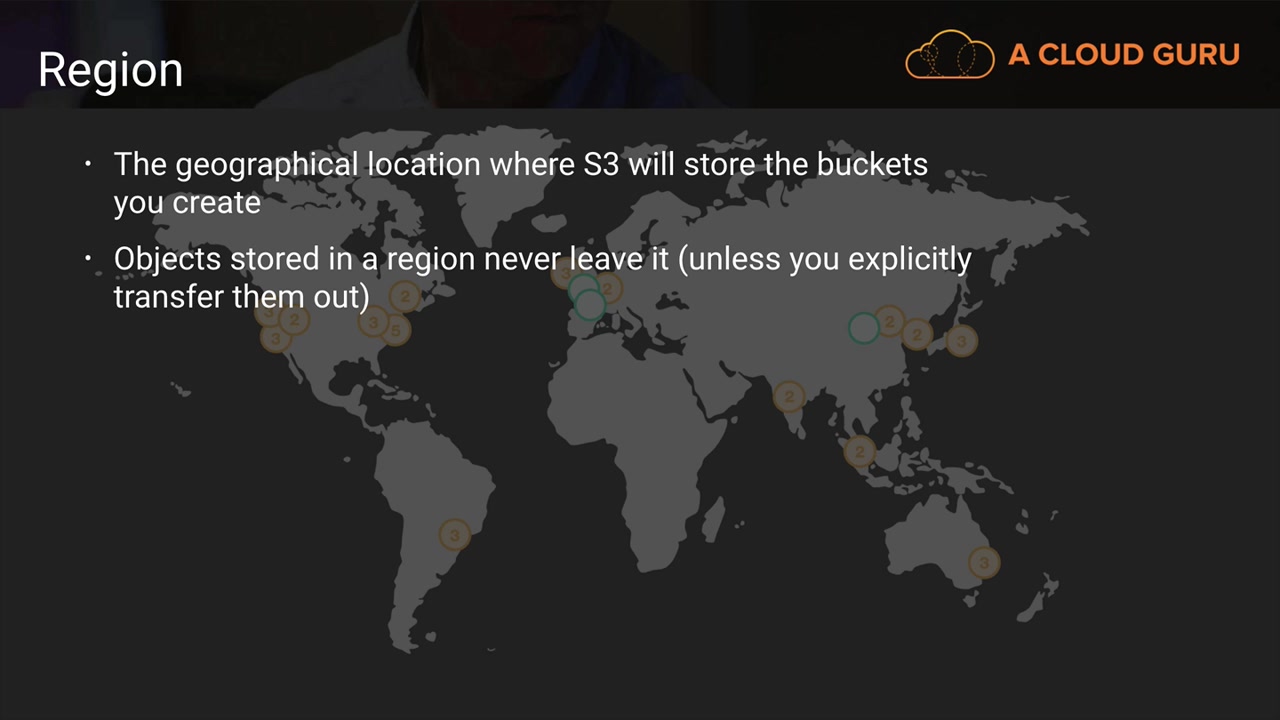 Region
A CLOUD GURU
• The geographical location where S3 will store the buckets
you create
• Objects stored in a region never leave it (unless you explicitly
transfer them out)
3
2
2
3
2
3
5
3
2
2
3
2
2
3
3